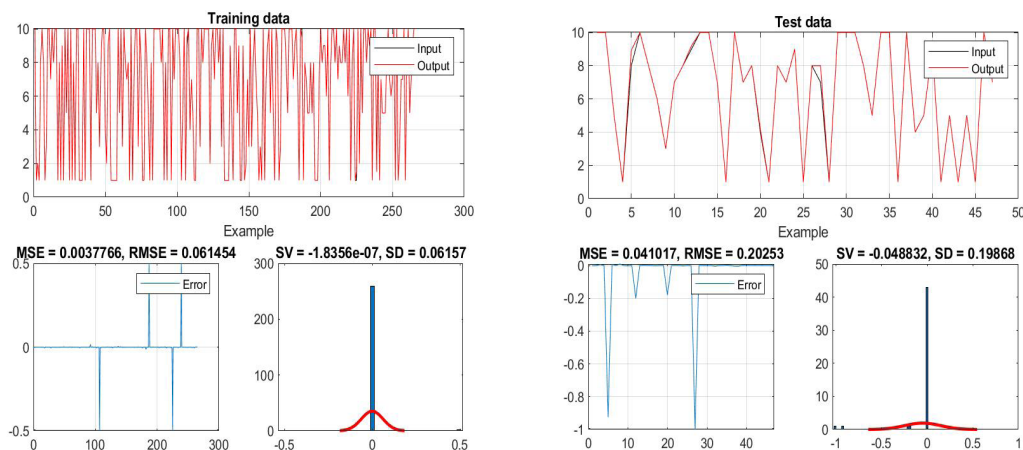 Training data
10
8
6
4
2
0
Input
Output
0 50 100 150 200 250 300
Example
MSE = 0.0037766, RMSE = 0.061454
0.5
0
-0.5
Error
0 100 200 300
SV = -1.8356e-07, SD = 0.06157
300
200
100
0
-0.5 0 0.5
Test data
10
8
6
4
2
0
Input
Output
0 5 10 15 20 25 30 35 40 45 50
Example
MSE = 0.041017, RMSE = 0.20253
0
-0.2
-0.4
-0.6
-0.8
-1
Error
0 10 20 30 40
SV = -0.048832, SD = 0.19868
50
40
30
20
10
0
-1 -0.5 0 0.5 1